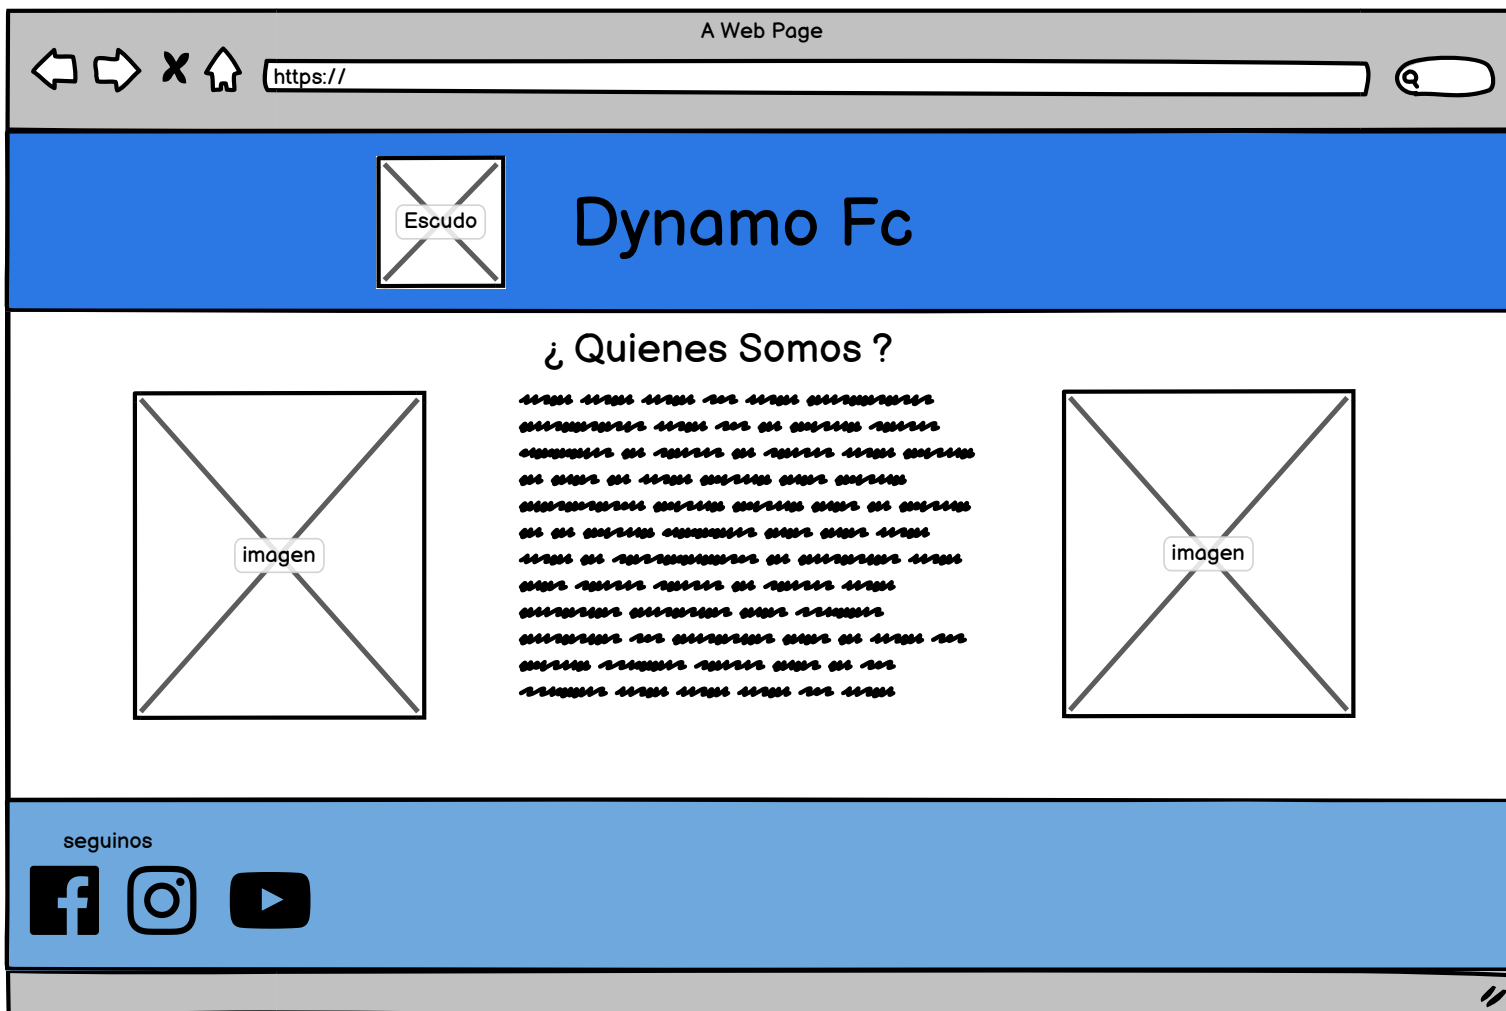 A Web Page
https://
Escudo
Dynamo Fc
¿ Quienes Somos ?
imagen
imagen
seguinos